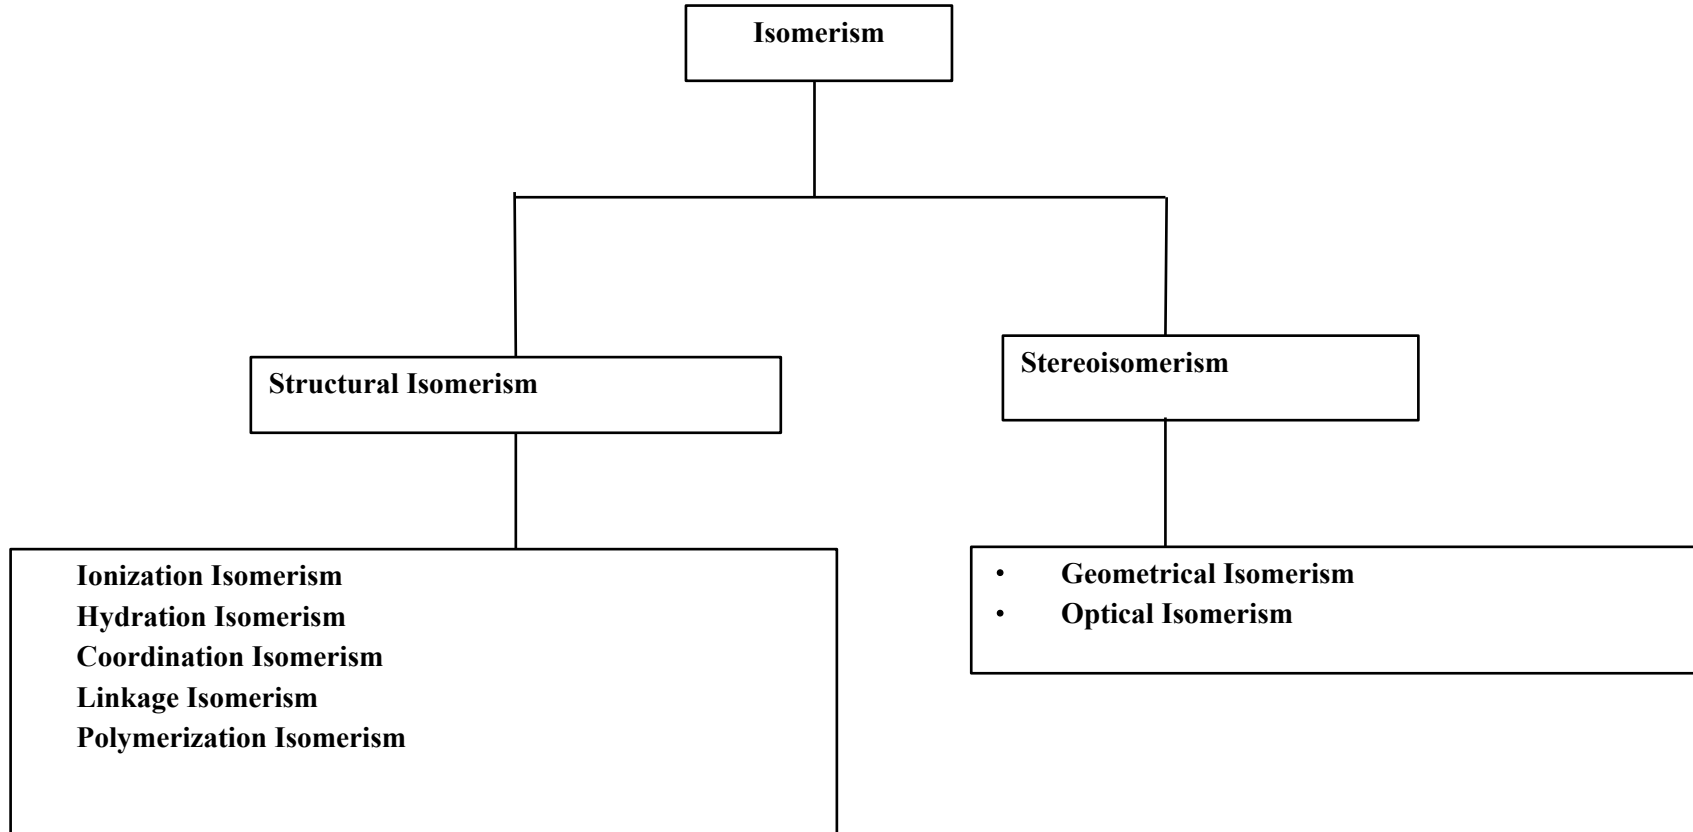 Isomerism
Structural Isomerism
Stereoisomerism
Ionization Isomerism
Hydration Isomerism
Coordination Isomerism
Linkage Isomerism
Polymerization Isomerism
• Geometrical Isomerism
• Optical Isomerism